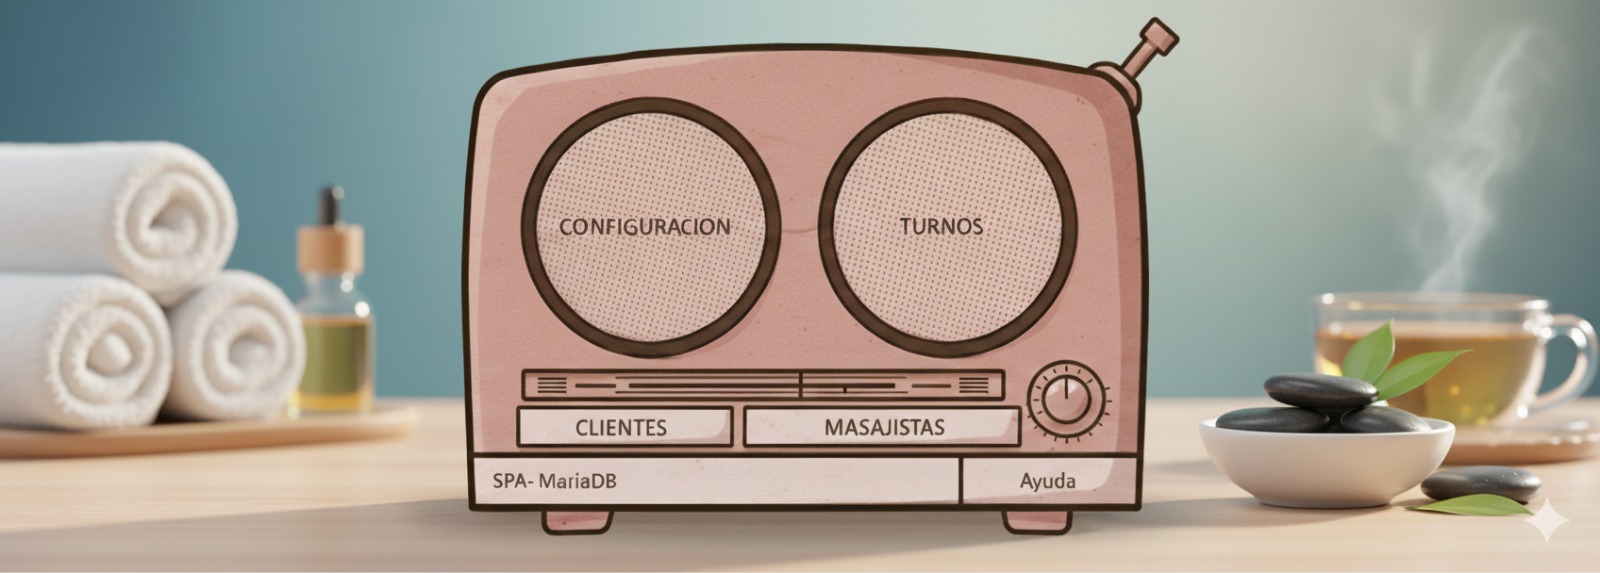 CONFIGURACION
TURNOS
CLIENTES
MASAJISTAS
SPA- MariaDB
Ayuda